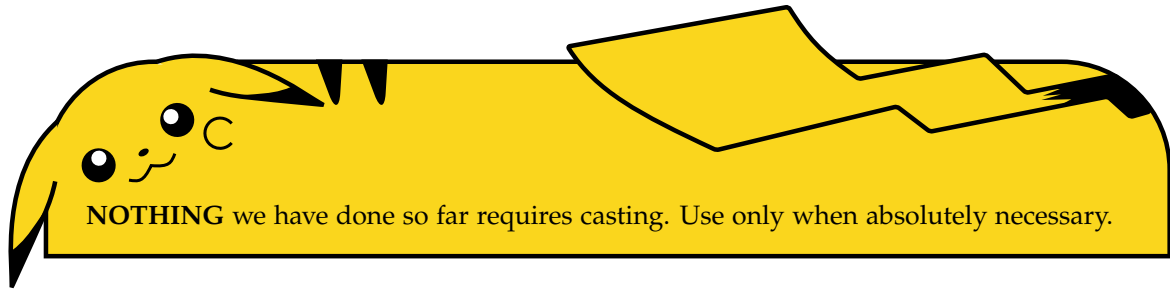 NOTHING we have done so far requires casting. Use only when absolutely necessary.